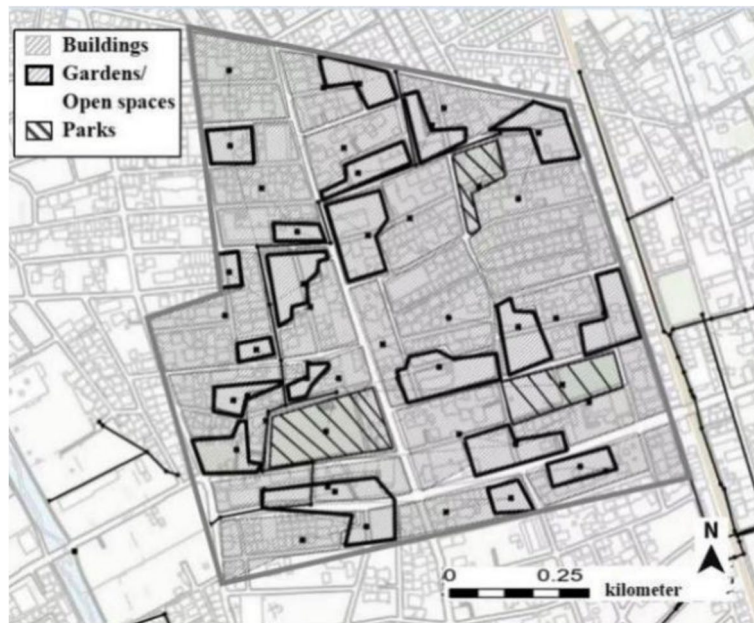 Buildings
Gardens/
Open spaces
Parks
N
0 0.25
kilometer